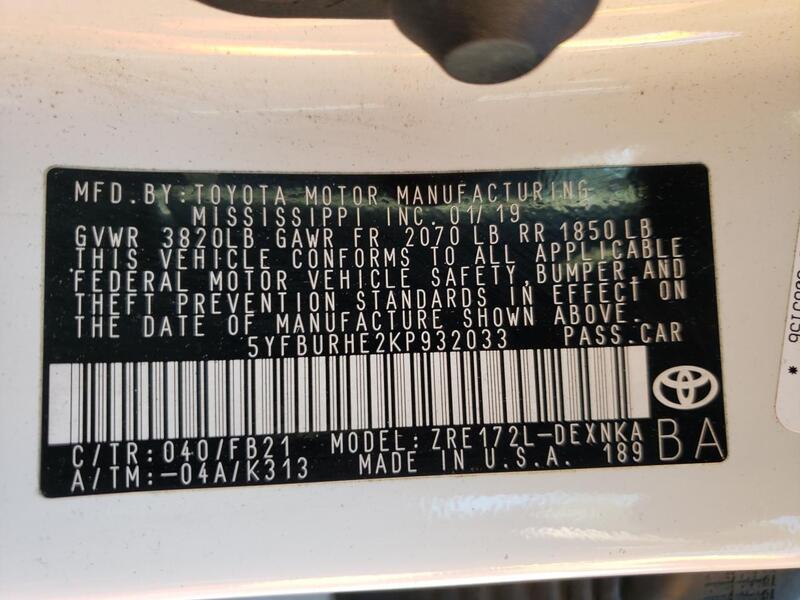 MFD.BY:TOYOTA MOTOR MANUFACTURING
MISSISSIPPI INC. 01/19
GVWR 3820LB GAWR FR 2070 LB RR 1850 LB
THIS VEHICLE CONFORMS TO ALL APPLICABLE
FEDERAL MOTOR VEHICLE SAFETY,BUMPER,AND
THEFT PREVENTION STANDARDS IN EFFECT ON
THE DATE OF MANUFACTURE SHOWN ABOVE.
5YFBURHE2KP932033 PASS.CAR
C/TR:040/FB21 MODEL:ZRE172L-DEXNKA
A/TM:-04A/K313 MADE IN U.S.A. 189
BA